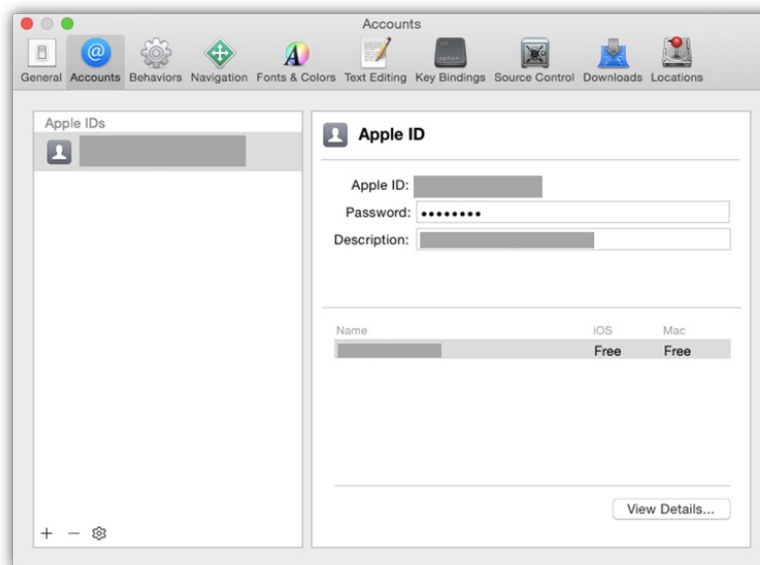 Accounts
General Accounts Behaviors Navigation Fonts & Colors Text Editing Key Bindings Source Control Downloads Locations
Apple IDs
Apple ID
Apple ID:
Password: ••••••••
Description:
Name iOS Mac
Free Free
View Details...